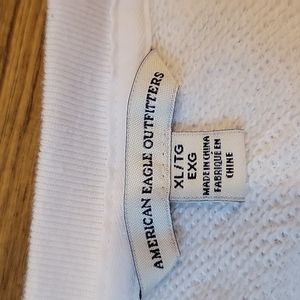 AMERICAN EAGLE OUTFITTERS
XL/TG
EXG
MADE IN CHINA
FABRIQUÉ EN
CHINE